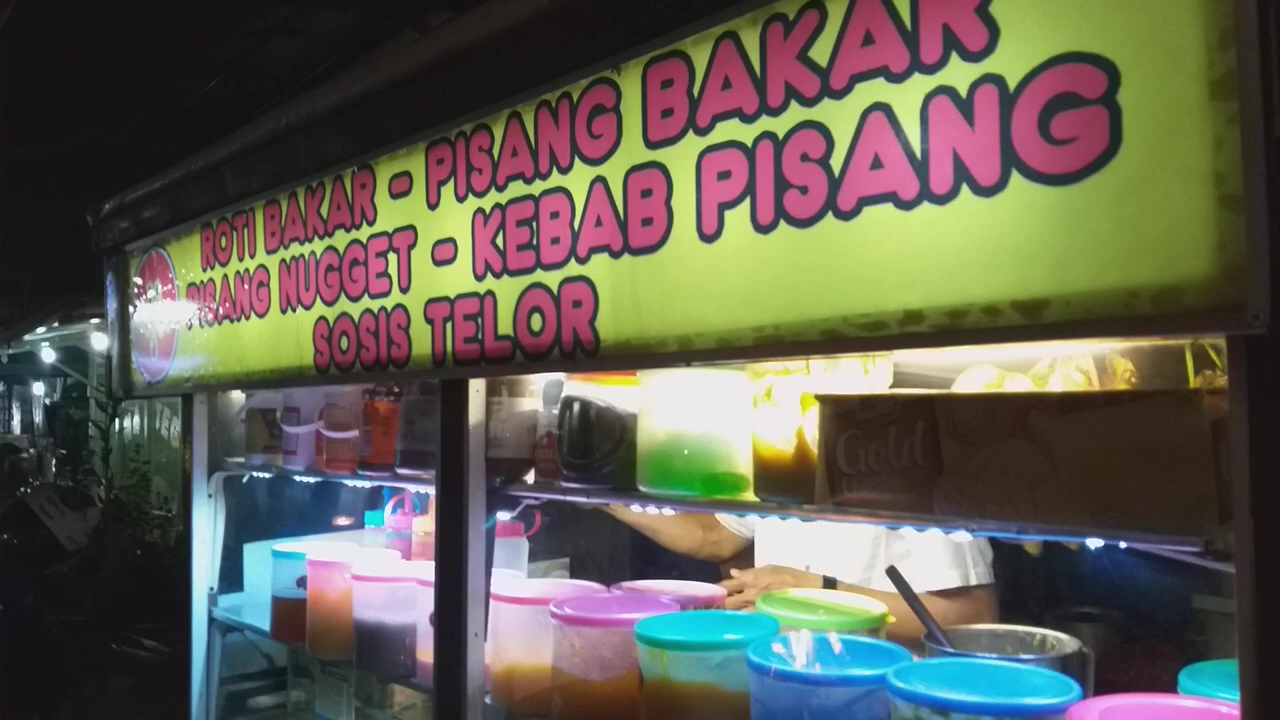 ROTI BAKAR - PISANG BAKAR
PISANG NUGGET - KEBAB PISANG
SOSIS TELOR
Gold